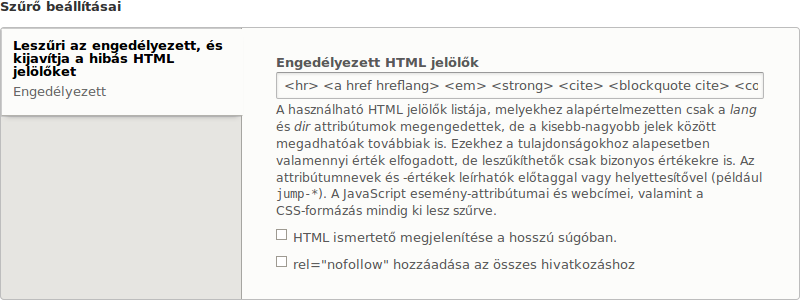 Szűrő beállításai
Leszűri az engedélyezett, és
kijavítja a hibás HTML
jelölőket
Engedélyezett
Engedélyezett HTML jelölők
<hr> <a href hreflang> <em> <strong> <cite> <blockquote cite> <cc
A használható HTML jelölők listája, melyekhez alapértelmezetten csak a lang
és dir attribútumok megengedettek, de a kisebb-nagyobb jelek között
megadhatóak továbbiak is. Ezekhez a tulajdonságokhoz alapesetben
valamennyi érték elfogadott, de leszűkíthetők csak bizonyos értékekre is. Az
attribútumnevek és -értékek leírhatók előtaggal vagy helyettesítővel (például
jump-*). A JavaScript esemény-attribútumai és webcímei, valamint a
CSS-formázás mindig ki lesz szűrve.
HTML ismertető megjelenítése a hosszú súgóban.
rel="nofollow" hozzáadása az összes hivatkozáshoz